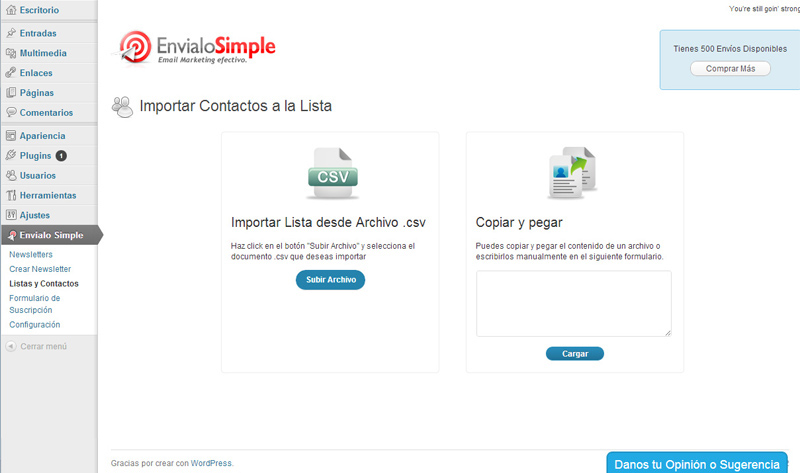 Escritorio
Entradas
Multimedia
Enlaces
Páginas
Comentarios
Apariencia
Plugins 1
Usuarios
Herramientas
Ajustes
Envialo Simple
Newsletters
Crear Newsletter
Listas y Contactos
Formulario de
Suscripción
Configuración
Cerrar menú
You're still goin' strong
EnvialoSimple
Email Marketing efectivo.
Tienes 500 Envíos Disponibles
Comprar Más
Importar Contactos a la Lista
CSV
Importar Lista desde Archivo .csv
Haz click en el botón "Subir Archivo" y selecciona el
documento .csv que deseas importar
Subir Archivo
Copiar y pegar
Puedes copiar y pegar el contenido de un archivo o
escribirlos manualmente en el siguiente formulario.
Cargar
Gracias por crear con WordPress.
Danos tu Opinión o Sugerencia